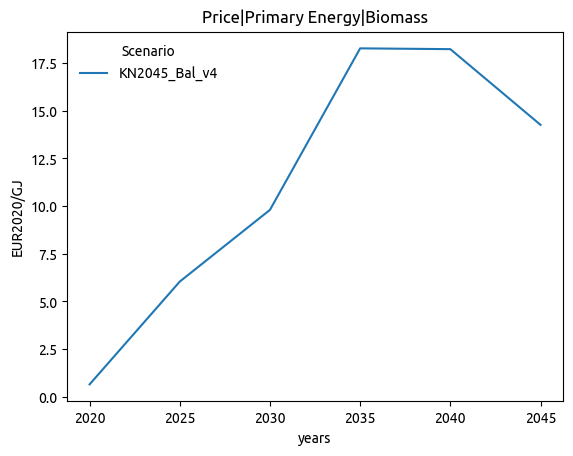 Price|Primary Energy|Biomass
Scenario
KN2045_Bal_v4
EUR2020/GJ
17.5
15.0
12.5
10.0
7.5
5.0
2.5
0.0
2020 2025 2030 2035 2040 2045
years